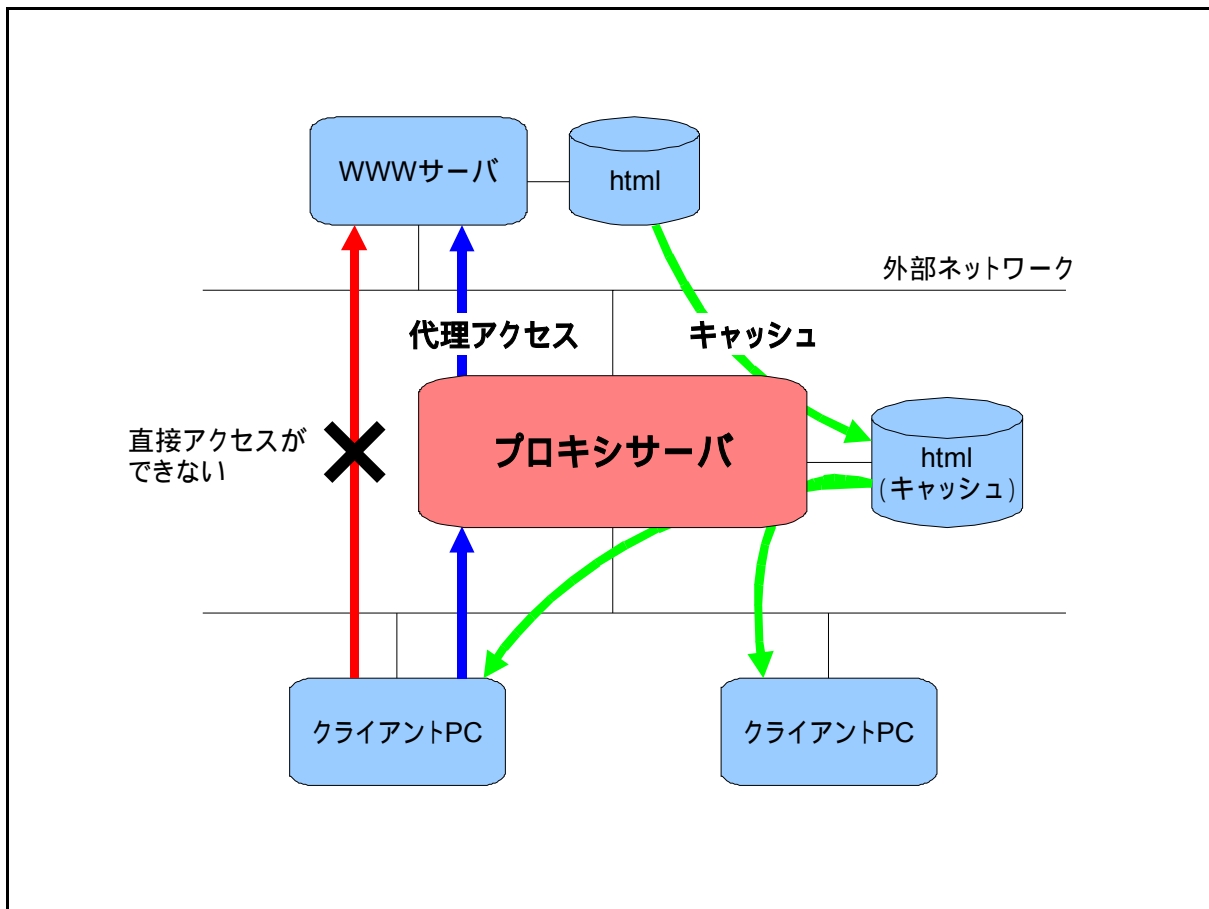 WWWサーバ
html
外部ネットワーク
代理アクセス
キャッシュ
直接アクセスが
できない
プロキシサーバ
html
(キャッシュ)
クライアントPC
クライアントPC